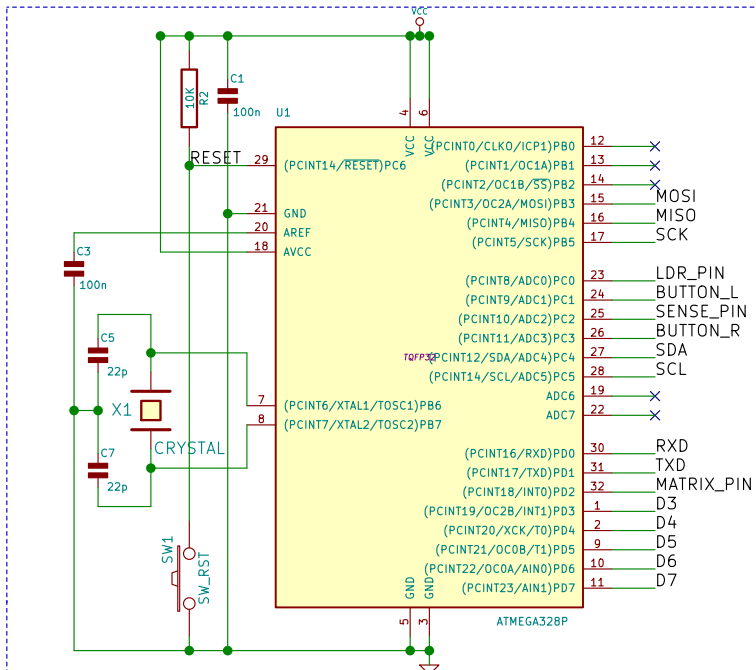 VCC
10K
R2
C1
100n
U1
4
6
VCC
VCC
RESET
29
(PCINT14/RESET)PC6
21
GND
20
AREF
18
AVCC
C3
100n
C5
22p
X1
CRYSTAL
C7
22p
7
(PCINT6/XTAL1/TOSC1)PB6
8
(PCINT7/XTAL2/TOSC2)PB7
SW1
SW_RST
(PCINT0/CLKO/ICP1)PB0
12
(PCINT1/OC1A)PB1
13
(PCINT2/OC1B/SS)PB2
14
(PCINT3/OC2A/MOSI)PB3
15
MOSI
(PCINT4/MISO)PB4
16
MISO
(PCINT5/SCK)PB5
17
SCK
(PCINT8/ADC0)PC0
23
LDR_PIN
(PCINT9/ADC1)PC1
24
BUTTON_L
(PCINT10/ADC2)PC2
25
SENSE_PIN
(PCINT11/ADC3)PC3
26
BUTTON_R
TQFP32
(PCINT12/SDA/ADC4)PC4
27
SDA
(PCINT14/SCL/ADC5)PC5
28
SCL
ADC6
19
ADC7
22
(PCINT16/RXD)PD0
30
RXD
(PCINT17/TXD)PD1
31
TXD
(PCINT18/INT0)PD2
32
MATRIX_PIN
(PCINT19/OC2B/INT1)PD3
1
D3
(PCINT20/XCK/T0)PD4
2
D4
(PCINT21/OC0B/T1)PD5
9
D5
(PCINT22/OC0A/AIN0)PD6
10
D6
(PCINT23/AIN1)PD7
11
D7
GND
GND
5
3
ATMEGA328P